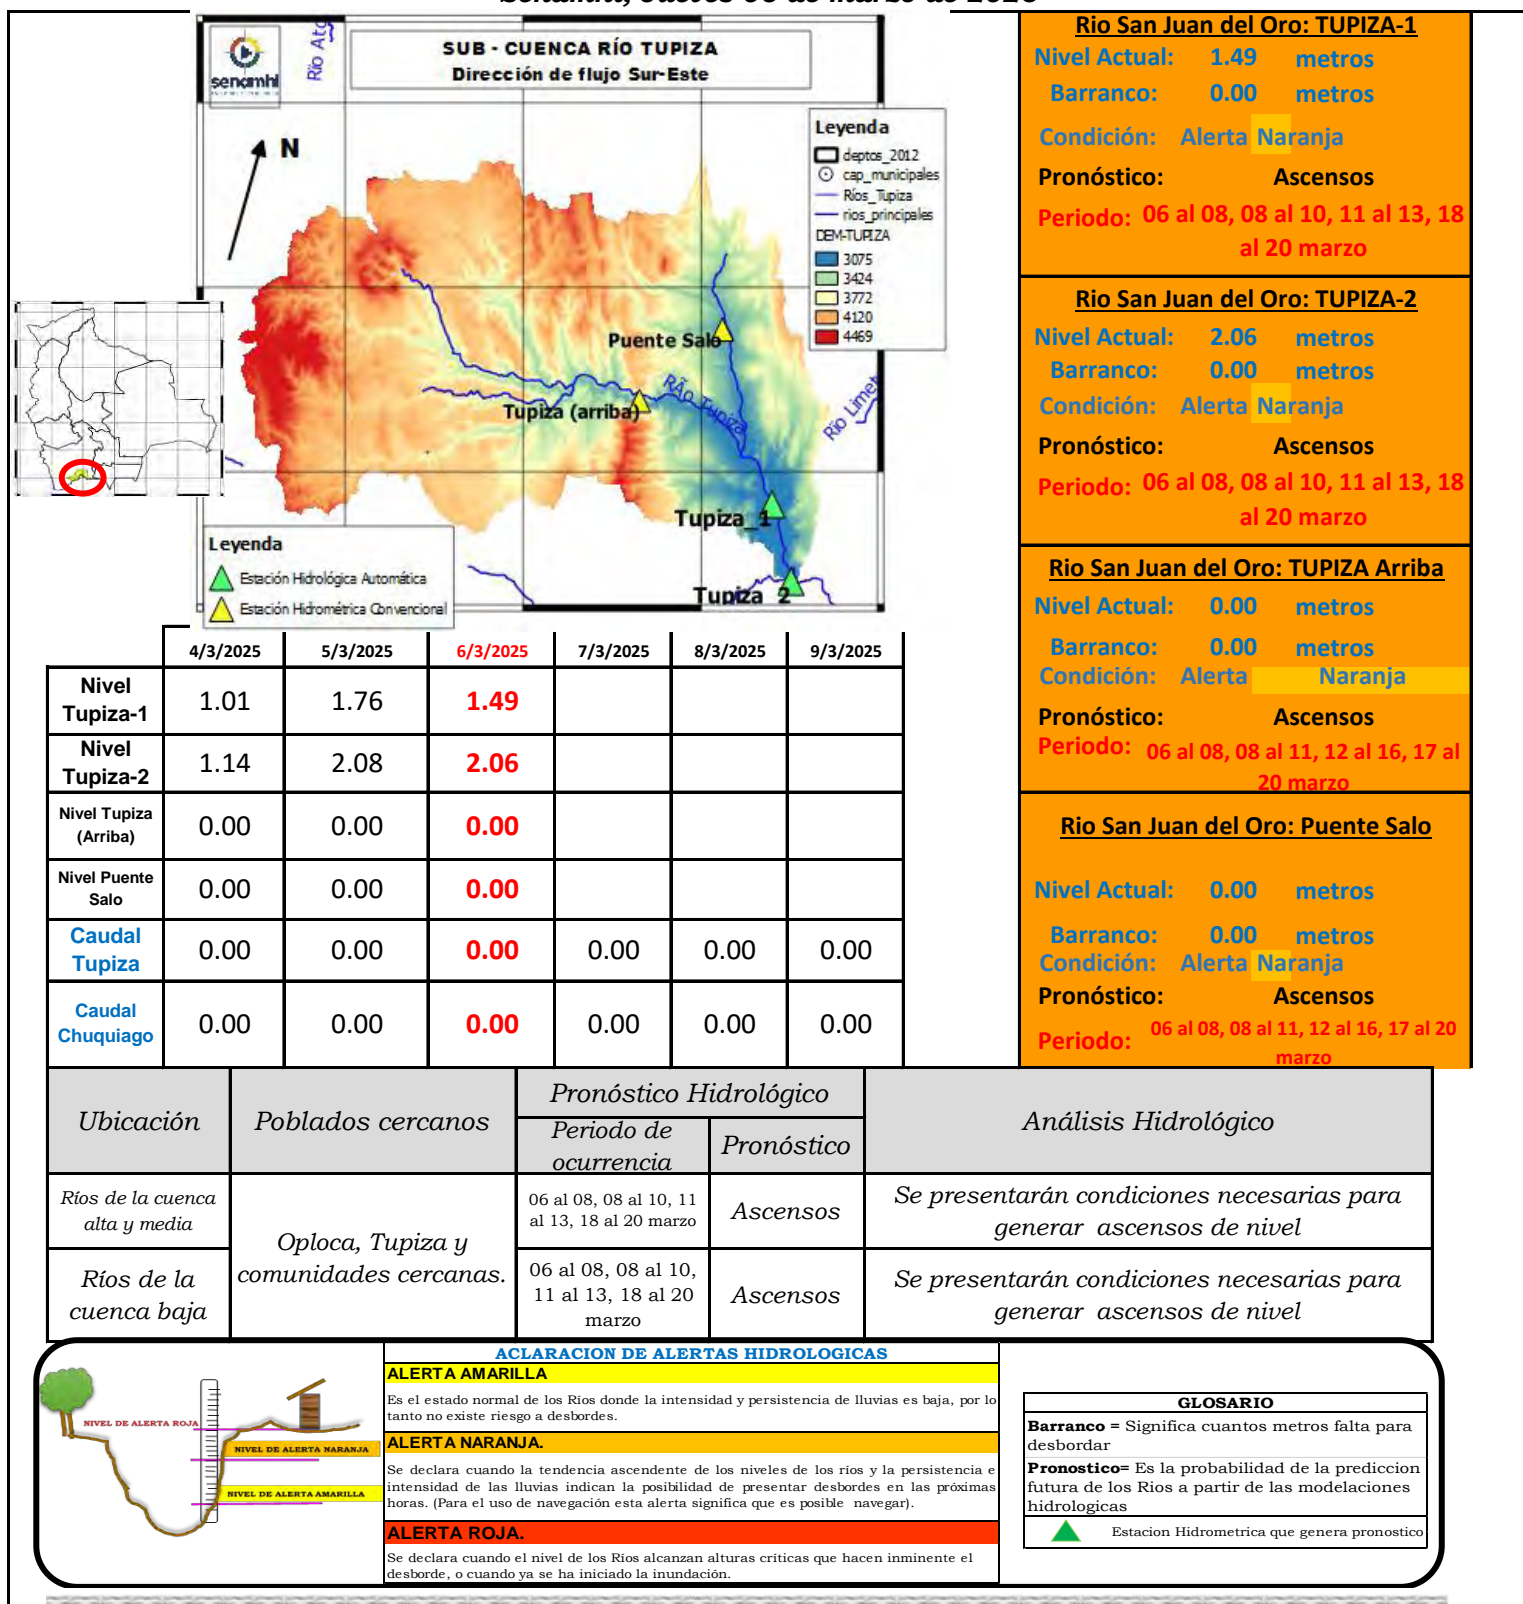 senamhi
Río Ato
SUB - CUENCA RÍO TUPIZA
Dirección de flujo Sur-Este
N
Leyenda
deptos_2012
cap_municipales
Ríos_Tupiza
rios_principales
DEM-TUPIZA
3075
3424
3772
4120
4469
Puente Salo
RÃo Tupiza
Río Limet
Tupiza (arriba)
Tupiza_1
Tupiza_2
Leyenda
Estación Hidrológica Automática
Estación Hidrométrica Convencional
Rio San Juan del Oro: TUPIZA-1
Nivel Actual: 1.49 metros
Barranco: 0.00 metros
Condición: Alerta Naranja
Pronóstico: Ascensos
Periodo: 06 al 08, 08 al 10, 11 al 13, 18
al 20 marzo
Rio San Juan del Oro: TUPIZA-2
Nivel Actual: 2.06 metros
Barranco: 0.00 metros
Condición: Alerta Naranja
Pronóstico: Ascensos
Periodo: 06 al 08, 08 al 10, 11 al 13, 18
al 20 marzo
Rio San Juan del Oro: TUPIZA Arriba
Nivel Actual: 0.00 metros
Barranco: 0.00 metros
Condición: Alerta Naranja
Pronóstico: Ascensos
Periodo: 06 al 08, 08 al 11, 12 al 16, 17 al
20 marzo
Rio San Juan del Oro: Puente Salo
Nivel Actual: 0.00 metros
Barranco: 0.00 metros
Condición: Alerta Naranja
Pronóstico: Ascensos
Periodo: 06 al 08, 08 al 11, 12 al 16, 17 al 20
marzo
4/3/2025 5/3/2025 6/3/2025 7/3/2025 8/3/2025 9/3/2025
Nivel
Tupiza-1 1.01 1.76 1.49
Nivel
Tupiza-2 1.14 2.08 2.06
Nivel Tupiza
(Arriba) 0.00 0.00 0.00
Nivel Puente
Salo 0.00 0.00 0.00
Caudal
Tupiza 0.00 0.00 0.00 0.00 0.00 0.00
Caudal
Chuquiago 0.00 0.00 0.00 0.00 0.00 0.00
Ubicación Poblados cercanos Pronóstico Hidrológico Análisis Hidrológico
Periodo de
ocurrencia Pronóstico
Ríos de la cuenca
alta y media
Oploca, Tupiza y
comunidades cercanas.
06 al 08, 08 al 10, 11
al 13, 18 al 20 marzo
Ascensos
Se presentarán condiciones necesarias para
generar ascensos de nivel
Ríos de la
cuenca baja
06 al 08, 08 al 10,
11 al 13, 18 al 20
marzo
Ascensos
Se presentarán condiciones necesarias para
generar ascensos de nivel
NIVEL DE ALERTA ROJA
NIVEL DE ALERTA NARANJA
NIVEL DE ALERTA AMARILLA
ACLARACION DE ALERTAS HIDROLOGICAS
ALERTA AMARILLA
Es el estado normal de los Rios donde la intensidad y persistencia de lluvias es baja, por lo
tanto no existe riesgo a desbordes.
ALERTA NARANJA.
Se declara cuando la tendencia ascendente de los niveles de los ríos y la persistencia e
intensidad de las lluvias indican la posibilidad de presentar desbordes en las próximas
horas. (Para el uso de navegación esta alerta significa que es posible navegar).
ALERTA ROJA.
Se declara cuando el nivel de los Ríos alcanzan alturas críticas que hacen inminente el
desborde, o cuando ya se ha iniciado la inundación.
GLOSARIO
Barranco = Significa cuantos metros falta para
desbordar
Pronostico= Es la probabilidad de la prediccion
futura de los Rios a partir de las modelaciones
hidrologicas
Estacion Hidrometrica que genera pronostico